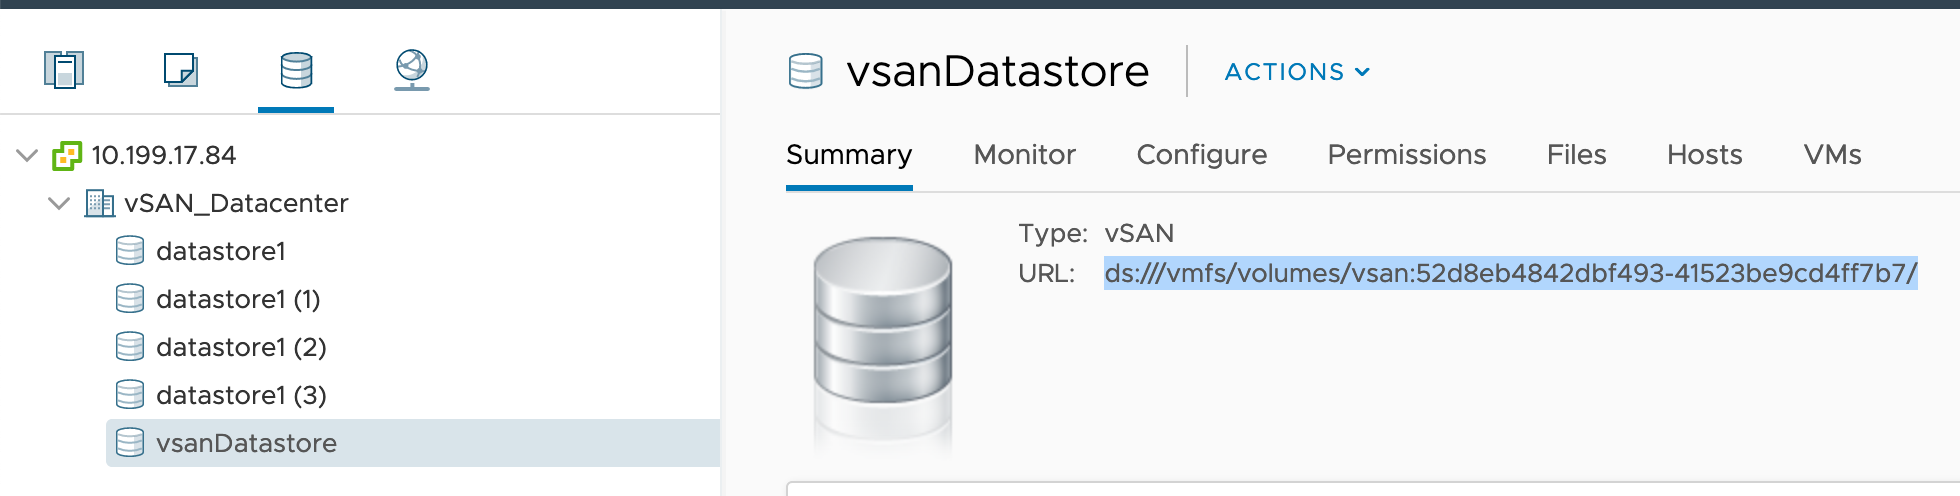 10.199.17.84
vSAN_Datacenter
datastore1
datastore1 (1)
datastore1 (2)
datastore1 (3)
vsanDatastore
vsanDatastore
ACTIONS
Summary Monitor Configure Permissions Files Hosts VMs
Type: vSAN
URL: ds:///vmfs/volumes/vsan:52d8eb4842dbf493-41523be9cd4ff7b7/